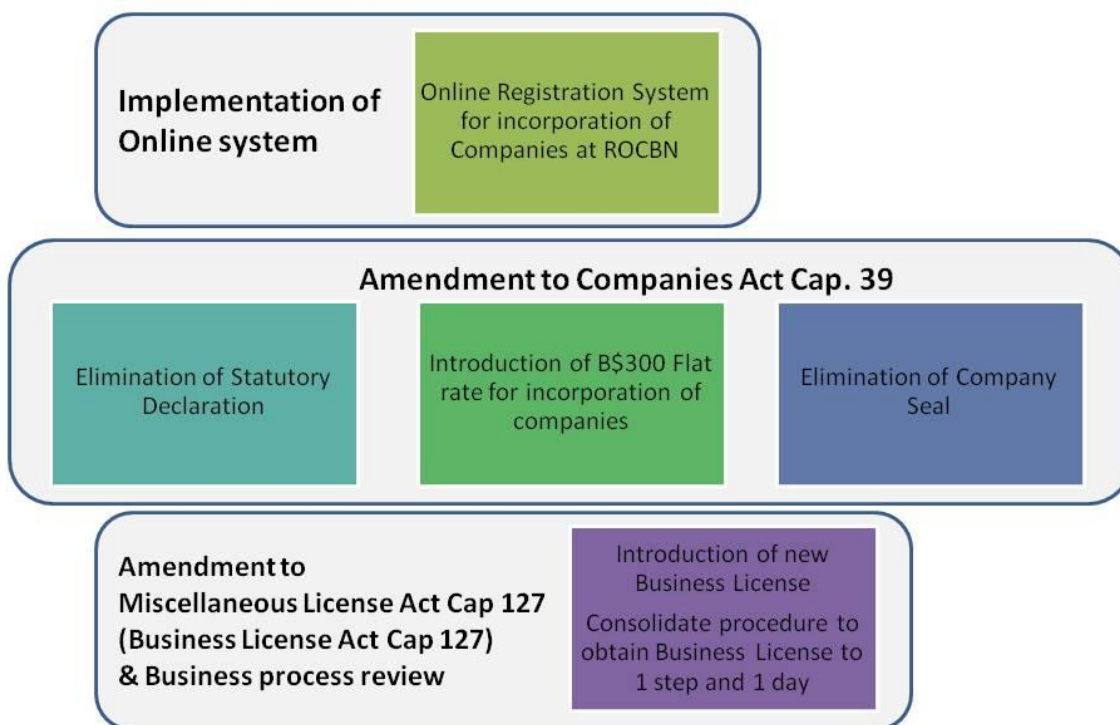 Implementation of
Online system
Online Registration System
for incorporation of
Companies at ROCBN
Amendment to Companies Act Cap. 39
Elimination of Statutory
Declaration
Introduction of B$300 Flat
rate for incorporation of
companies
Elimination of Company
Seal
Amendment to
Miscellaneous License Act Cap 127
(Business License Act Cap 127)
& Business process review
Introduction of new
Business License
Consolidate procedure to
obtain Business License to
1 step and 1 day